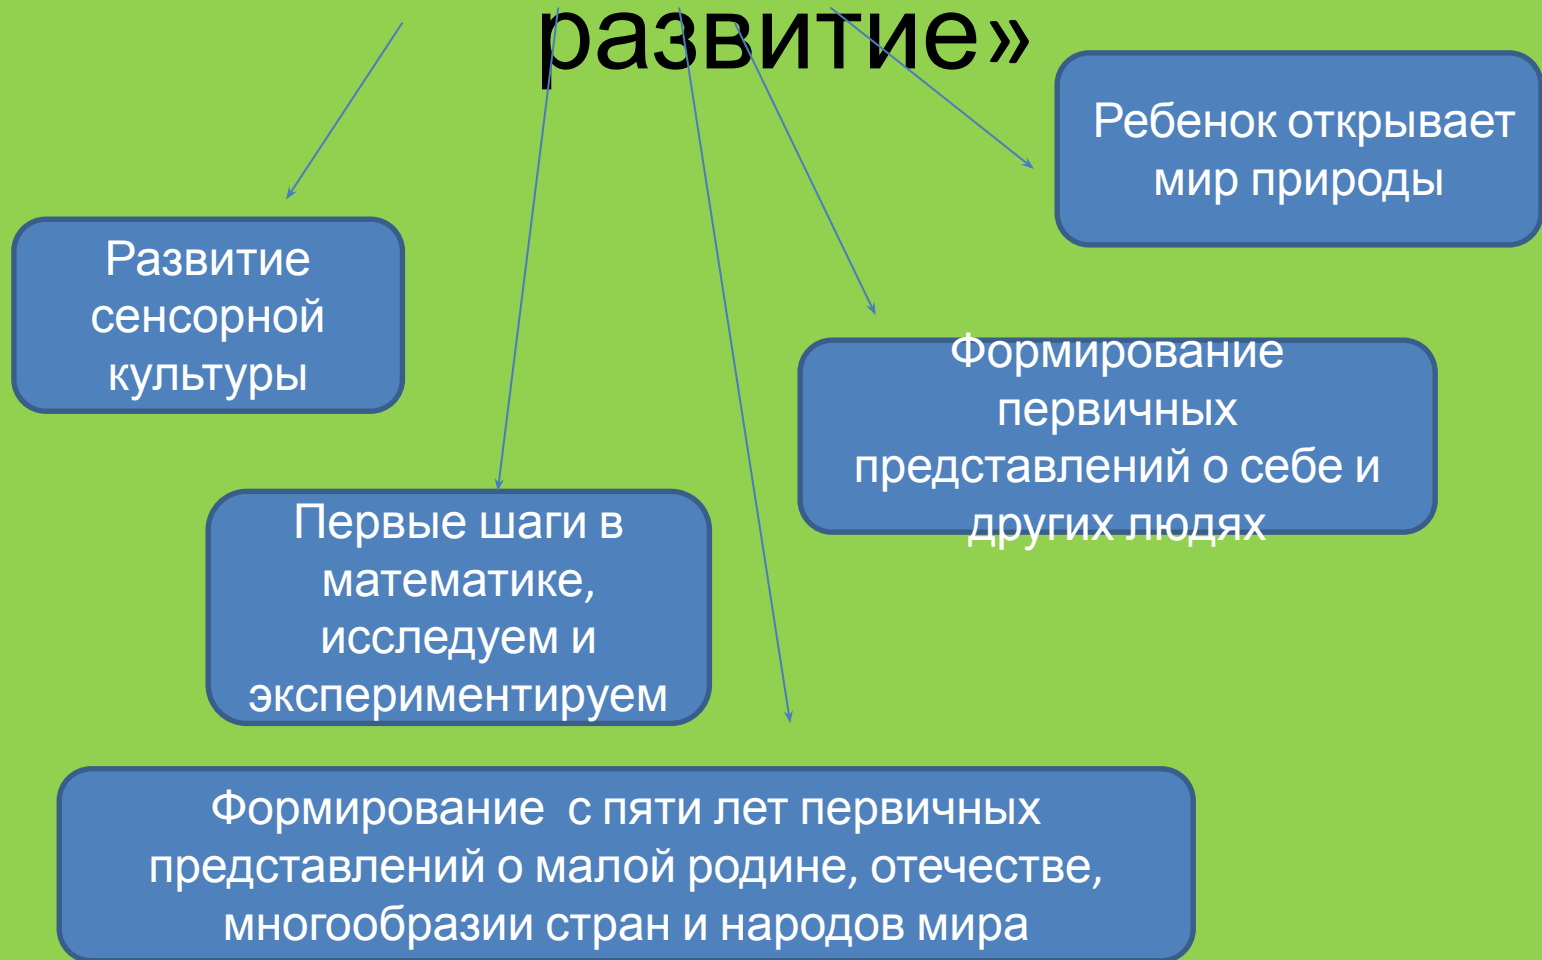 развитие»
Ребенок открывает
мир природы
Развитие
сенсорной
культуры
Формирование
первичных
представлений о себе и
других людях
Первые шаги в
математике,
исследуем и
экспериментируем
Формирование  с пяти лет первичных
представлений о малой родине, отечестве,
многообразии стран и народов мира